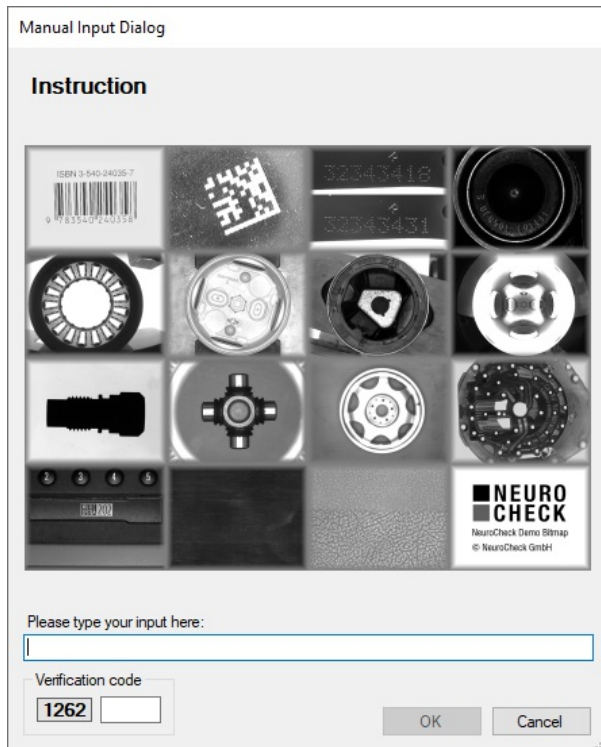 Manual Input Dialog
Instruction
ISBN 3-540-24035-7
9 783540 240358
32343418
32343431
2 3 4 5
202
NEURO
CHECK
NeuroCheck Demo Bitmap
© NeuroCheck GmbH
Please type your input here:
Verification code
1262
OK Cancel